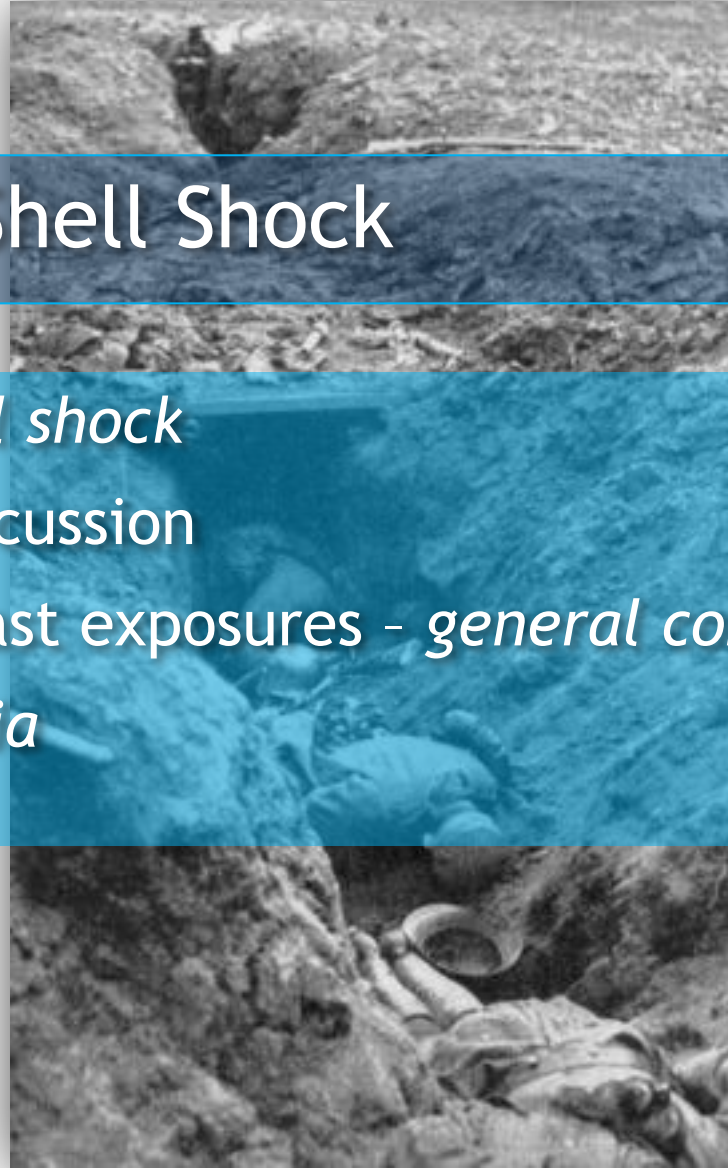 Shell Shock
l shock
cussion
ast exposures – general co
ia